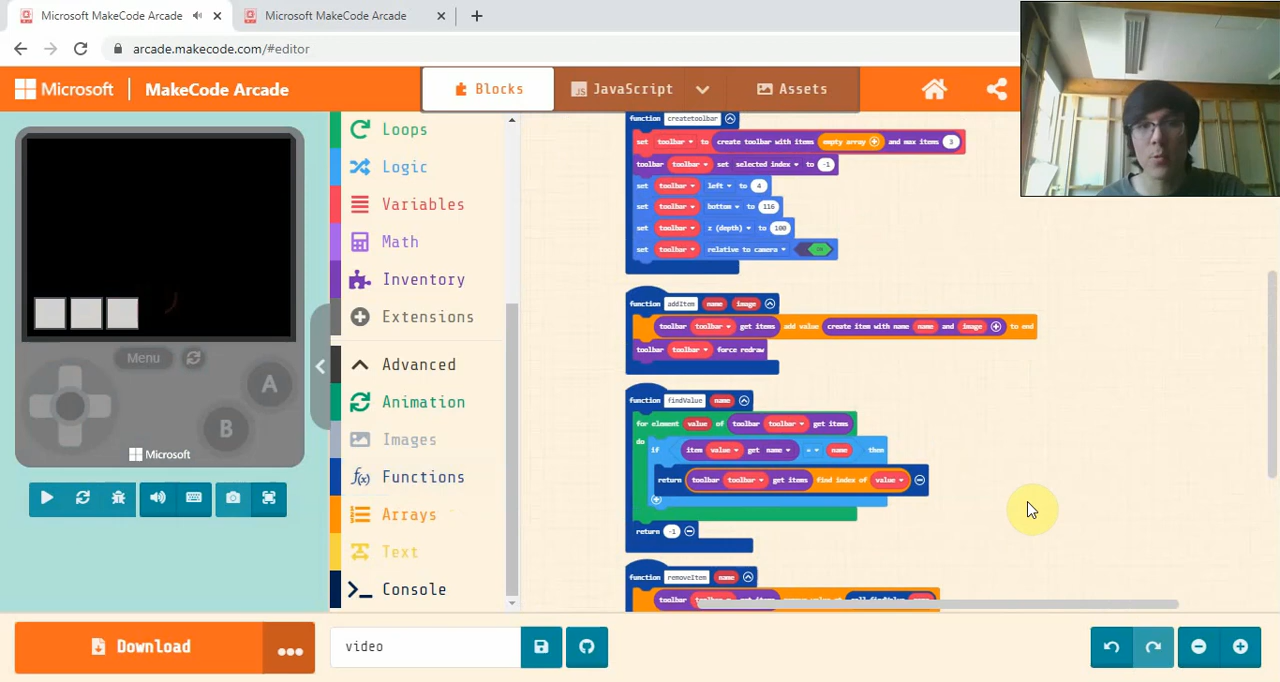 Microsoft MakeCode Arcade
Microsoft MakeCode Arcade
arcade.makecode.com/#editor
Microsoft
MakeCode Arcade
Blocks
JS JavaScript
Assets
Menu
A
B
Microsoft
Loops
Logic
Variables
Math
Inventory
Extensions
Advanced
Animation
Images
f(x) Functions
Arrays
Text
Console
function createtoolbar
set toolbar to create toolbar with items empty array and max items 3
toolbar toolbar set selected index to -1
set toolbar left to 4
set toolbar bottom to 116
set toolbar z (depth) to 100
set toolbar relative to camera
function addItem name image
toolbar toolbar get items add value create item with name name and image to end
toolbar toolbar force redraw
function findValue name
for element value of toolbar toolbar get items
do
if item value get name = name then
return toolbar toolbar get items find index of value
return -1
function removeItem name
toolbar
Download
video